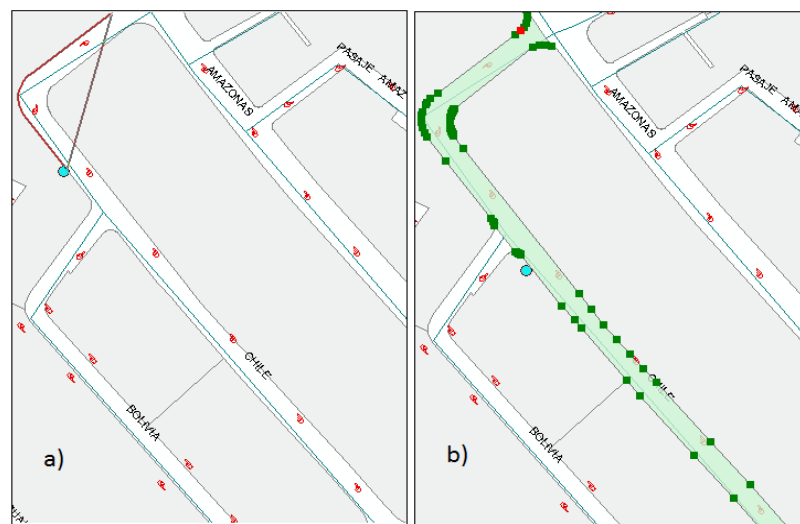 AMAZONAS
PASAJE AMAZ
CHILE
BOLIVIA
a)
AMAZONAS
PASAJE AMA
CHILE
BOLIVIA
b)